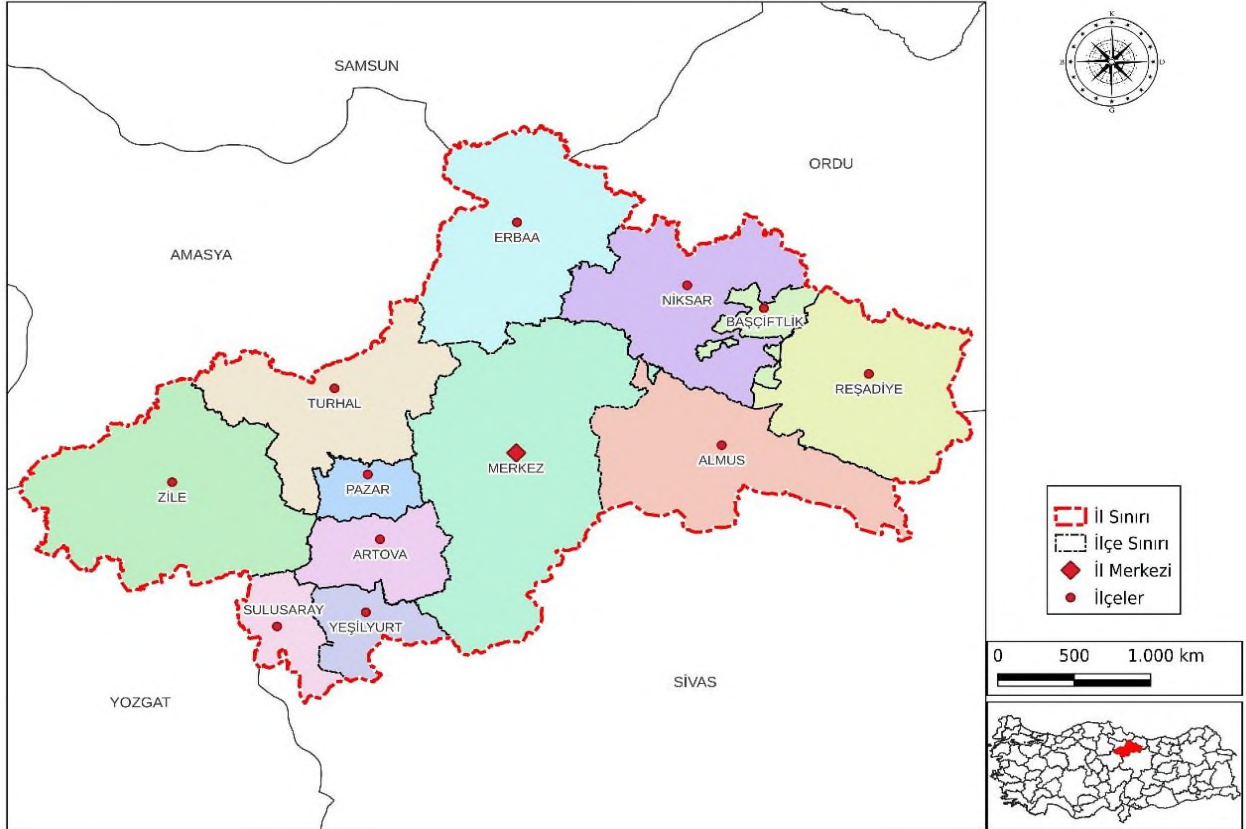 K
B
D
G
SAMSUN
ORDU
AMASYA
ERBAA
NİKSAR
BAŞÇİFTLİK
REŞADİYE
TURHAL
ALMUS
MERKEZ
PAZAR
ZİLE
ARTOVA
SULUSARAY
YEŞİLYURT
SİVAS
YOZGAT
İl Sınırı
İlçe Sınırı
İl Merkezi
İlçeler
0 500 1.000 km